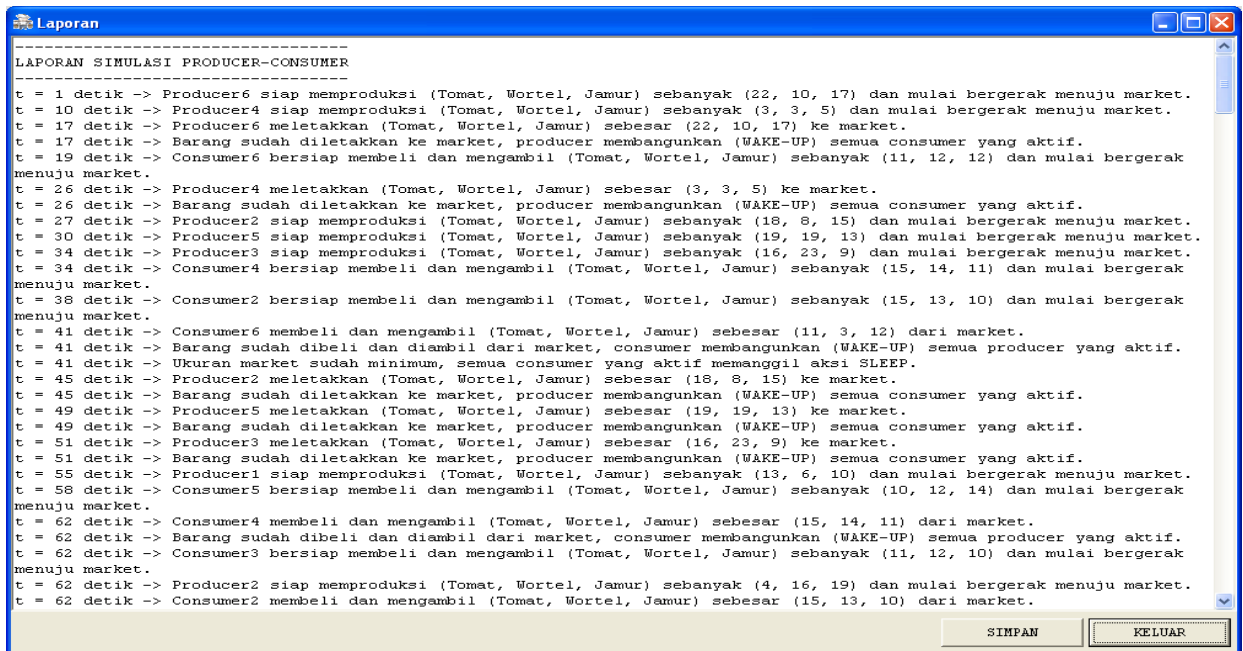 Laporan
----------------------------------
LAPORAN SIMULASI PRODUCER-CONSUMER
----------------------------------
t = 1 detik -> Producer6 siap memproduksi (Tomat, Wortel, Jamur) sebanyak (22, 10, 17) dan mulai bergerak menuju market.
t = 10 detik -> Producer4 siap memproduksi (Tomat, Wortel, Jamur) sebanyak (3, 3, 5) dan mulai bergerak menuju market.
t = 17 detik -> Producer6 meletakkan (Tomat, Wortel, Jamur) sebesar (22, 10, 17) ke market.
t = 17 detik -> Barang sudah diletakkan ke market, producer membangunkan (WAKE-UP) semua consumer yang aktif.
t = 19 detik -> Consumer6 bersiap membeli dan mengambil (Tomat, Wortel, Jamur) sebanyak (11, 12, 12) dan mulai bergerak
menuju market.
t = 26 detik -> Producer4 meletakkan (Tomat, Wortel, Jamur) sebesar (3, 3, 5) ke market.
t = 26 detik -> Barang sudah diletakkan ke market, producer membangunkan (WAKE-UP) semua consumer yang aktif.
t = 27 detik -> Producer2 siap memproduksi (Tomat, Wortel, Jamur) sebanyak (18, 8, 15) dan mulai bergerak menuju market.
t = 30 detik -> Producer5 siap memproduksi (Tomat, Wortel, Jamur) sebanyak (19, 19, 13) dan mulai bergerak menuju market.
t = 34 detik -> Producer3 siap memproduksi (Tomat, Wortel, Jamur) sebanyak (16, 23, 9) dan mulai bergerak menuju market.
t = 34 detik -> Consumer4 bersiap membeli dan mengambil (Tomat, Wortel, Jamur) sebanyak (15, 14, 11) dan mulai bergerak
menuju market.
t = 38 detik -> Consumer2 bersiap membeli dan mengambil (Tomat, Wortel, Jamur) sebanyak (15, 13, 10) dan mulai bergerak
menuju market.
t = 41 detik -> Consumer6 membeli dan mengambil (Tomat, Wortel, Jamur) sebesar (11, 3, 12) dari market.
t = 41 detik -> Barang sudah dibeli dan diambil dari market, consumer membangunkan (WAKE-UP) semua producer yang aktif.
t = 41 detik -> Ukuran market sudah minimum, semua consumer yang aktif memanggil aksi SLEEP.
t = 45 detik -> Producer2 meletakkan (Tomat, Wortel, Jamur) sebesar (18, 8, 15) ke market.
t = 45 detik -> Barang sudah diletakkan ke market, producer membangunkan (WAKE-UP) semua consumer yang aktif.
t = 49 detik -> Producer5 meletakkan (Tomat, Wortel, Jamur) sebesar (19, 19, 13) ke market.
t = 49 detik -> Barang sudah diletakkan ke market, producer membangunkan (WAKE-UP) semua consumer yang aktif.
t = 51 detik -> Producer3 meletakkan (Tomat, Wortel, Jamur) sebesar (16, 23, 9) ke market.
t = 51 detik -> Barang sudah diletakkan ke market, producer membangunkan (WAKE-UP) semua consumer yang aktif.
t = 55 detik -> Producer1 siap memproduksi (Tomat, Wortel, Jamur) sebanyak (13, 6, 10) dan mulai bergerak menuju market.
t = 58 detik -> Consumer5 bersiap membeli dan mengambil (Tomat, Wortel, Jamur) sebanyak (10, 12, 14) dan mulai bergerak
menuju market.
t = 62 detik -> Consumer4 membeli dan mengambil (Tomat, Wortel, Jamur) sebesar (15, 14, 11) dari market.
t = 62 detik -> Barang sudah dibeli dan diambil dari market, consumer membangunkan (WAKE-UP) semua producer yang aktif.
t = 62 detik -> Consumer3 bersiap membeli dan mengambil (Tomat, Wortel, Jamur) sebanyak (11, 12, 10) dan mulai bergerak
menuju market.
t = 62 detik -> Producer2 siap memproduksi (Tomat, Wortel, Jamur) sebanyak (4, 16, 19) dan mulai bergerak menuju market.
t = 62 detik -> Consumer2 membeli dan mengambil (Tomat, Wortel, Jamur) sebesar (15, 13, 10) dari market.
SIMPAN KELUAR